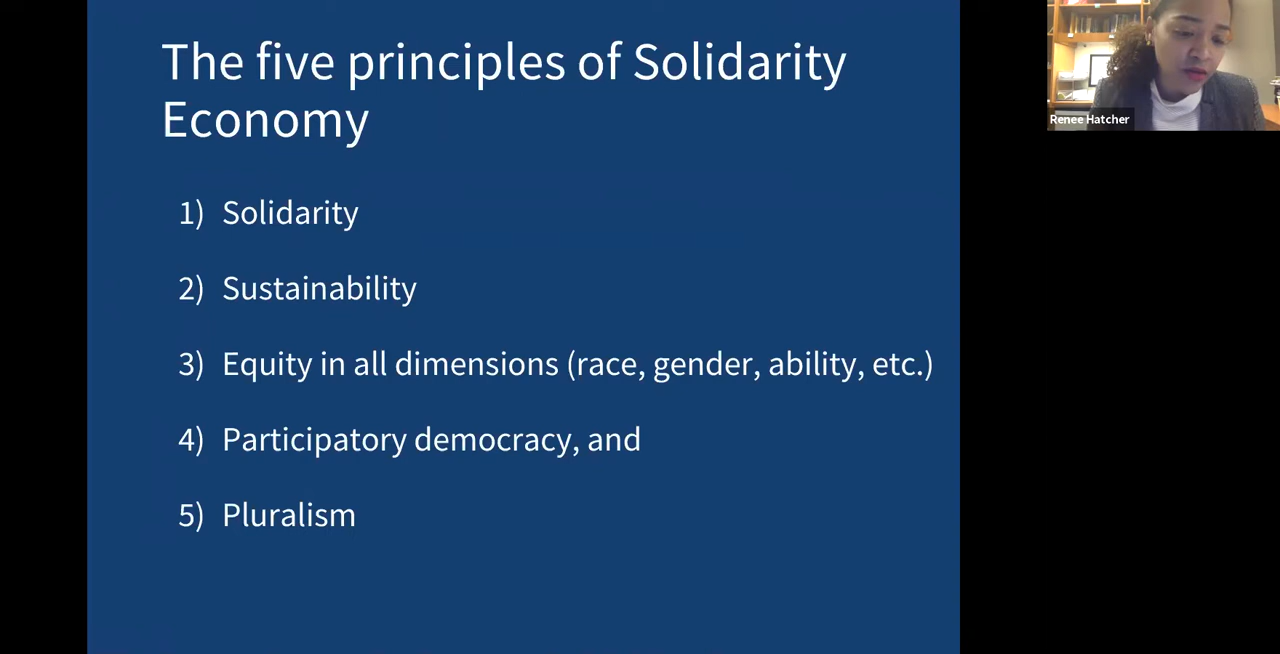 The five principles of Solidarity
Economy
1) Solidarity
2) Sustainability
3) Equity in all dimensions (race, gender, ability, etc.)
4) Participatory democracy, and
5) Pluralism
Renee Hatcher